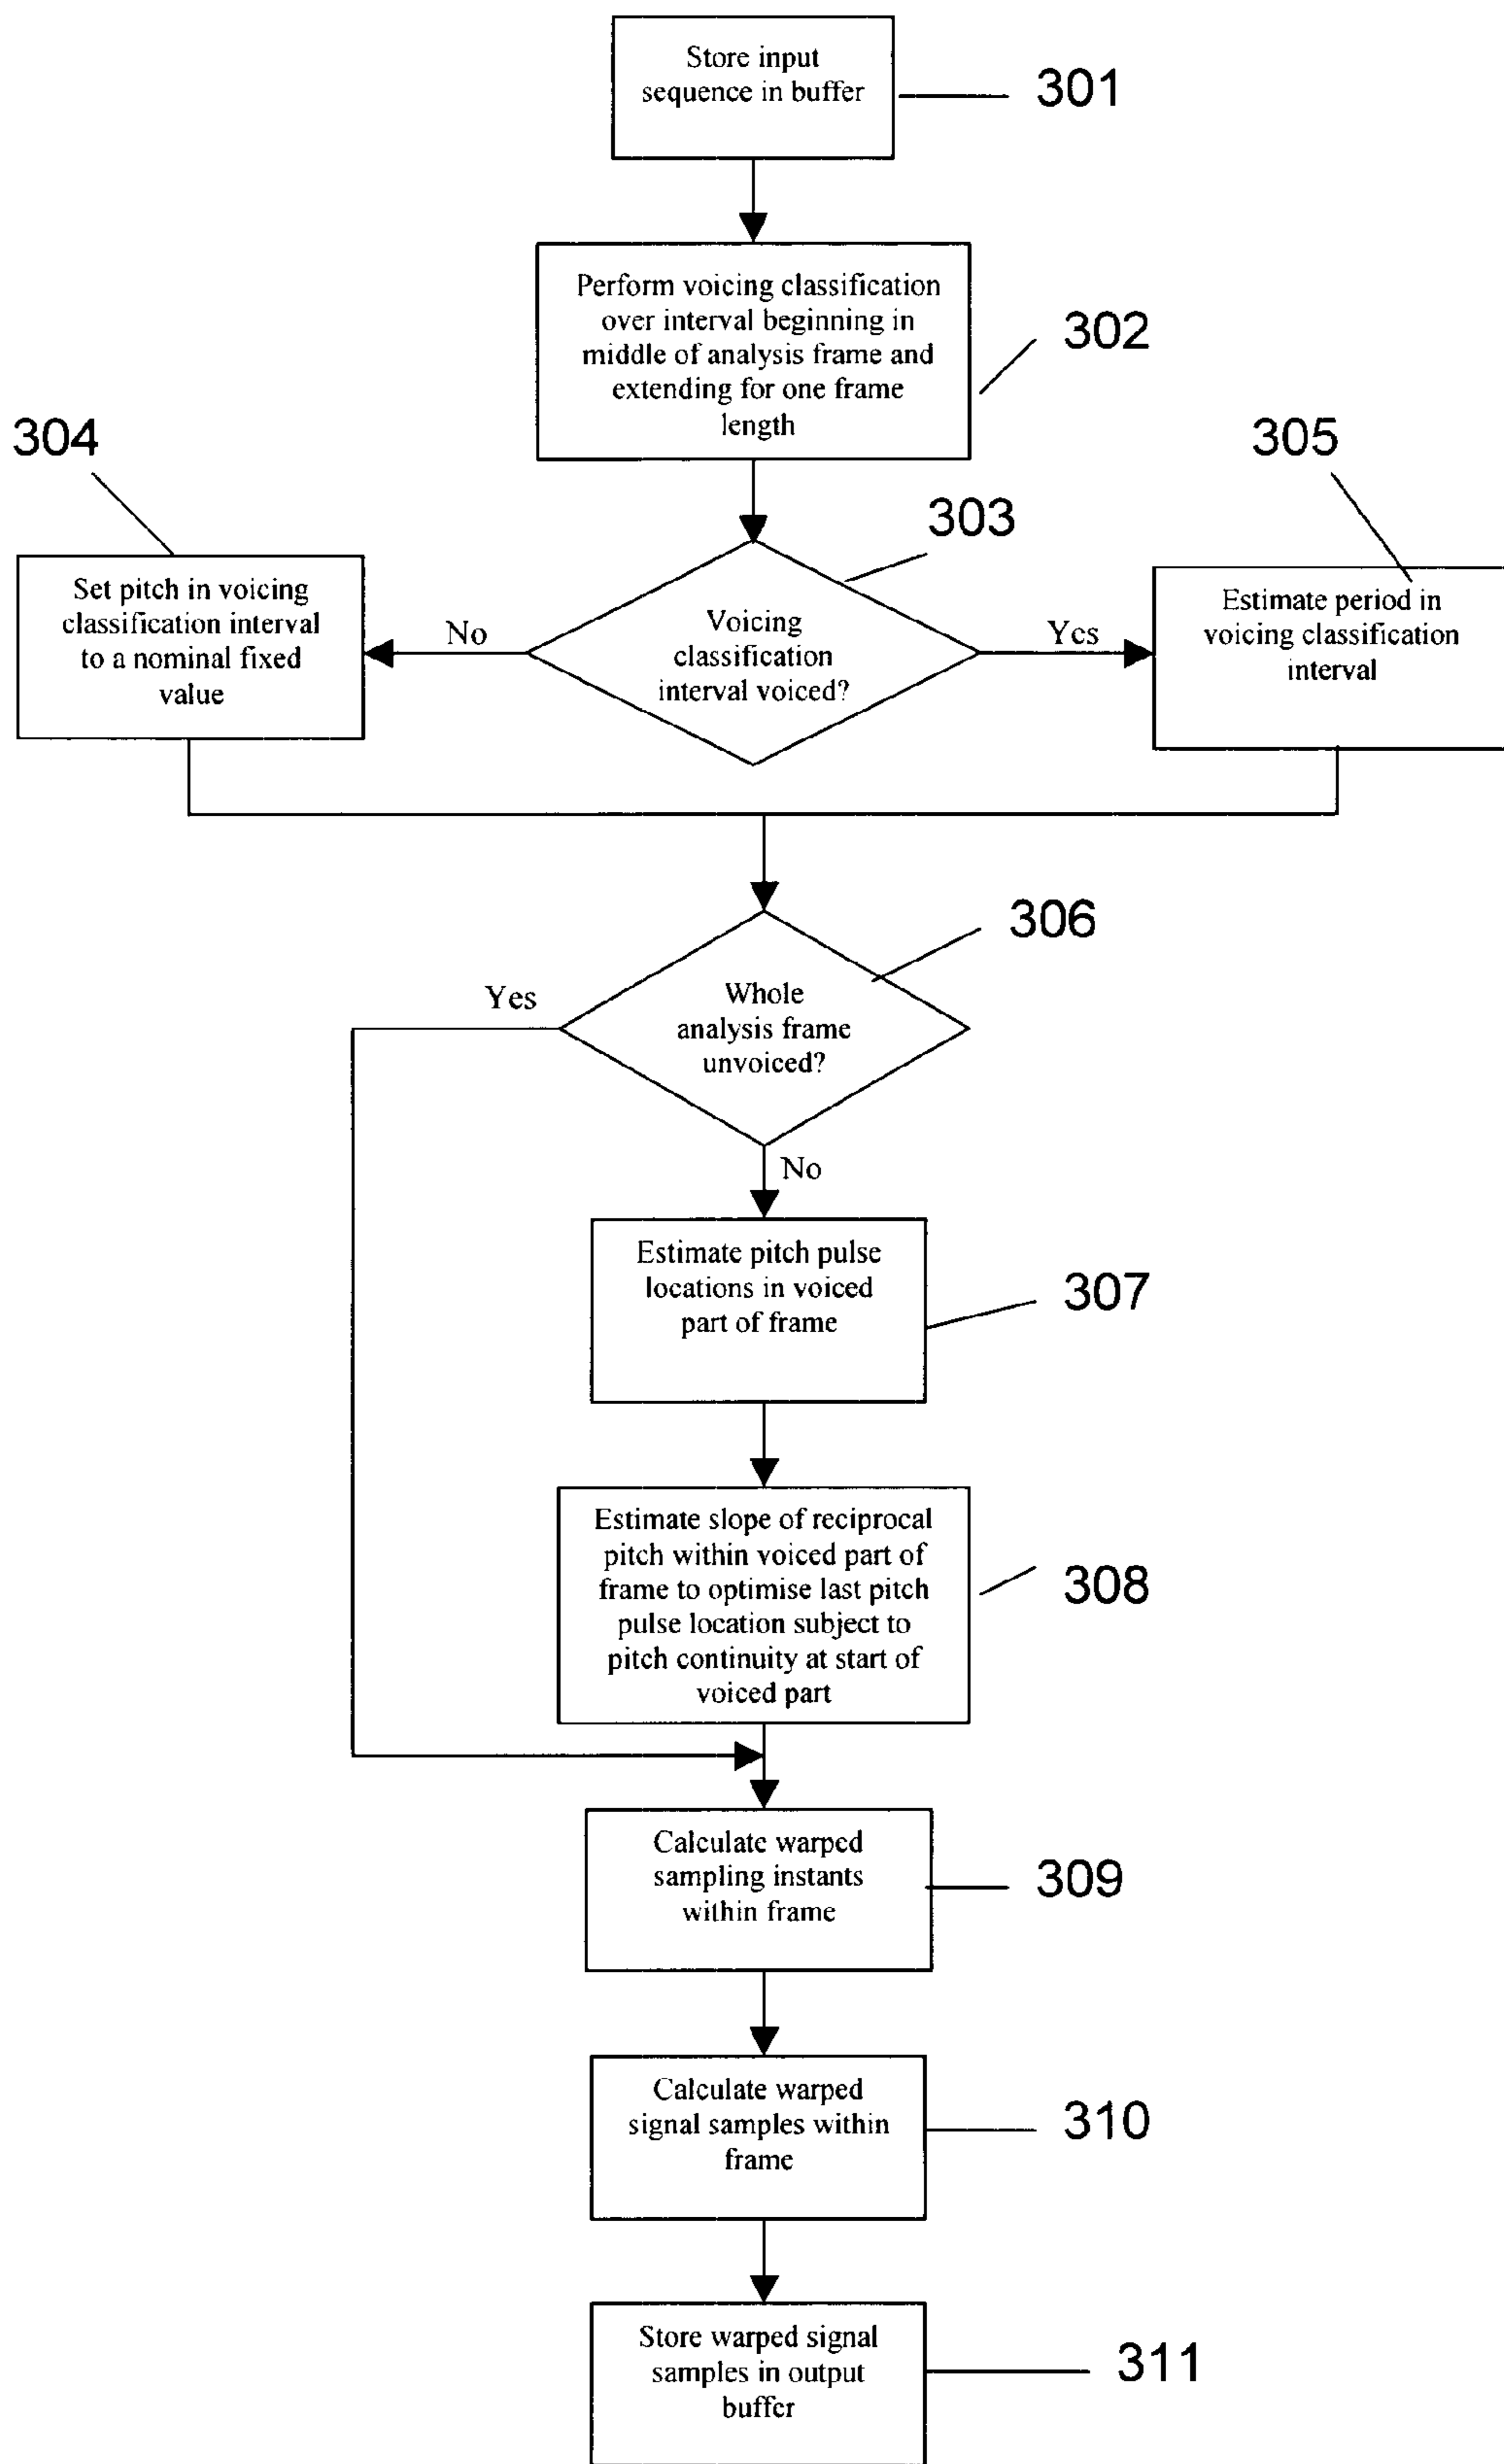 Store input
sequence in buffer
301
Perform voicing classification
over interval beginning in
middle of analysis frame and
extending for one frame
length
302
304
305
303
Set pitch in voicing
classification interval
to a nominal fixed
value
No
Voicing
classification
interval voiced?
Yes
Estimate period in
voicing classification
interval
306
Yes
Whole
analysis frame
unvoiced?
No
Estimate pitch pulse
locations in voiced
part of frame
307
Estimate slope of reciprocal
pitch within voiced part of
frame to optimise last pitch
pulse location subject to
pitch continuity at start of
voiced part
308
Calculate warped
sampling instants
within frame
309
Calculate warped
signal samples within
frame
310
Store warped signal
samples in output
buffer
311